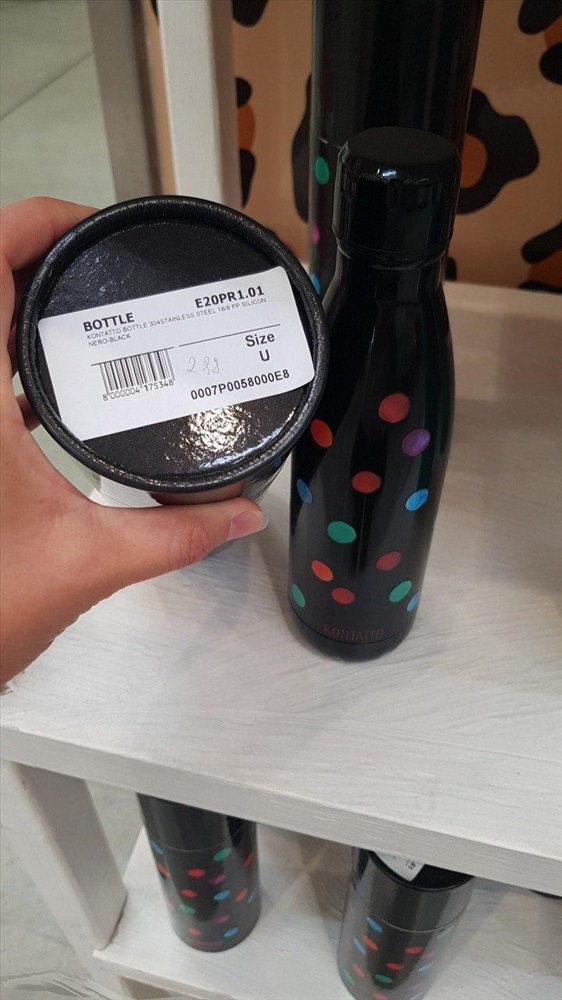 BOTTLE
E20PR1.01
KONTATTO BOTTLE 304STAINLESS STEEL 18/8 PP SILICON
NERO-BLACK
Size
U
8 000004 175348
288
0007P0058000E8
KONTATTO
KONTATTO